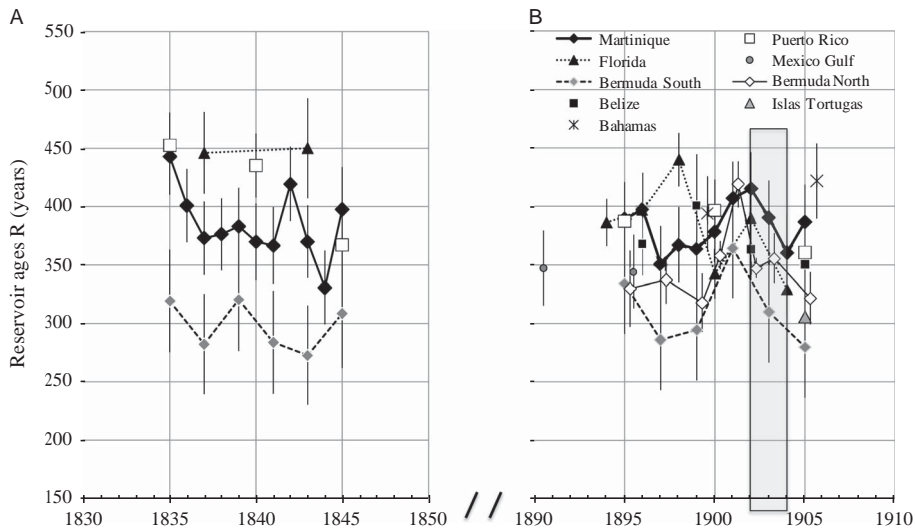 A
B
Reservoir ages R (years)
550
500
450
400
350
300
250
200
150
1830
1835
1840
1845
1850
1890
1895
1900
1905
1910
Martinique
Florida
Bermuda South
Belize
Bahamas
Puerto Rico
Mexico Gulf
Bermuda North
Islas Tortugas